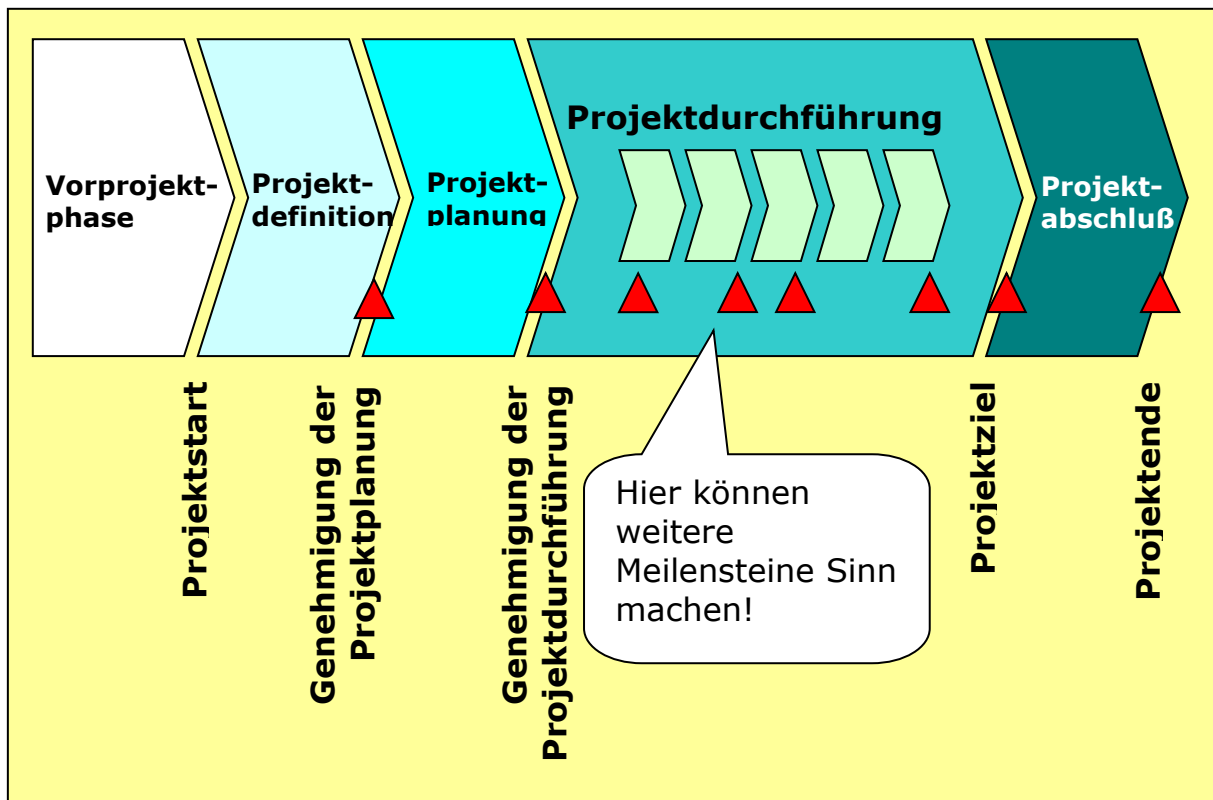 Vorprojekt-
phase
Projekt-
definition
Projekt-
planung
Projektdurchführung
Projekt-
abschluß
Projektstart
Genehmigung der
Projektplanung
Genehmigung der
Projektdurchführung
Hier können
weitere
Meilensteine Sinn
machen!
Projektziel
Projektende